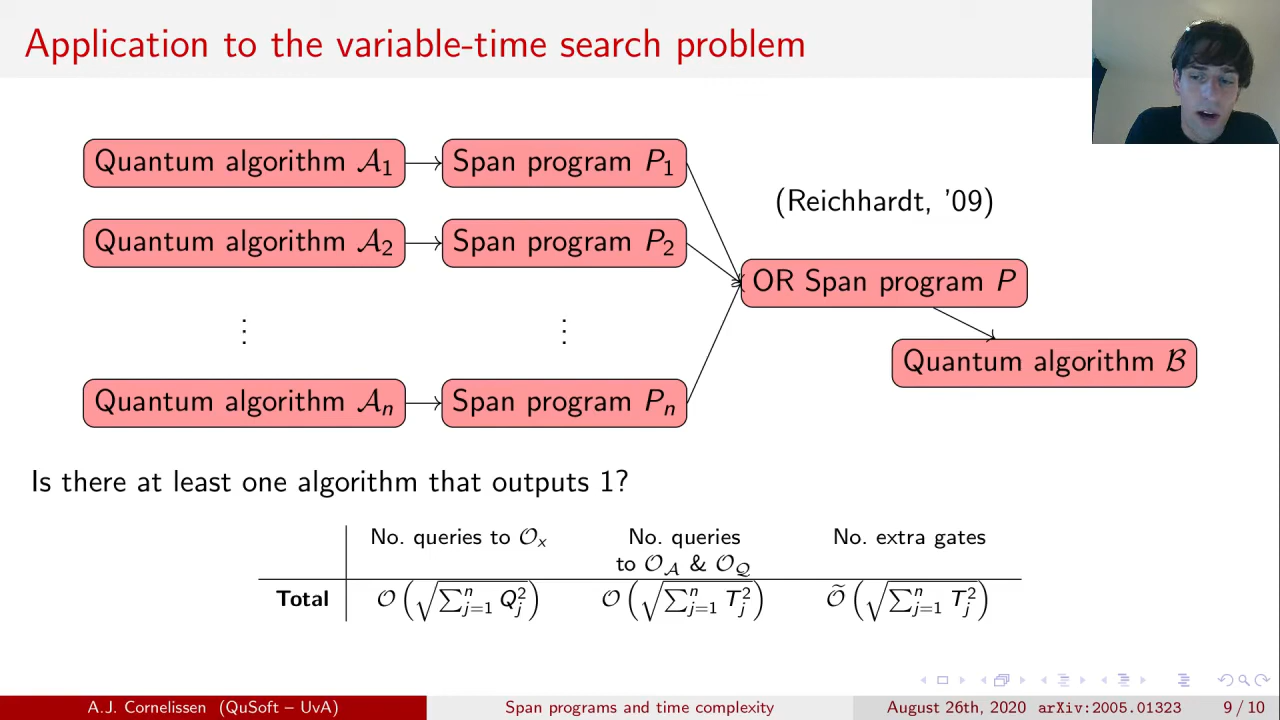 Application to the variable-time search problem
Quantum algorithm 𝒜₁
Span program P₁
(Reichhardt, '09)
Quantum algorithm 𝒜₂
Span program P₂
OR Span program P
⋮ ⋮
Quantum algorithm ℬ
Quantum algorithm 𝒜ₙ
Span program Pₙ
Is there at least one algorithm that outputs 1?
No. queries to 𝒪ₓ
No. queries
to 𝒪_𝒜 & 𝒪_𝒬
No. extra gates
Total
𝒪(√(∑ⁿⱼ₌₁ Qⱼ²))
𝒪(√(∑ⁿⱼ₌₁ Tⱼ²))
𝒪̃(√(∑ⁿⱼ₌₁ Tⱼ²))
A.J. Cornelissen (QuSoft – UvA)
Span programs and time complexity
August 26th, 2020 arXiv:2005.01323
9 / 10